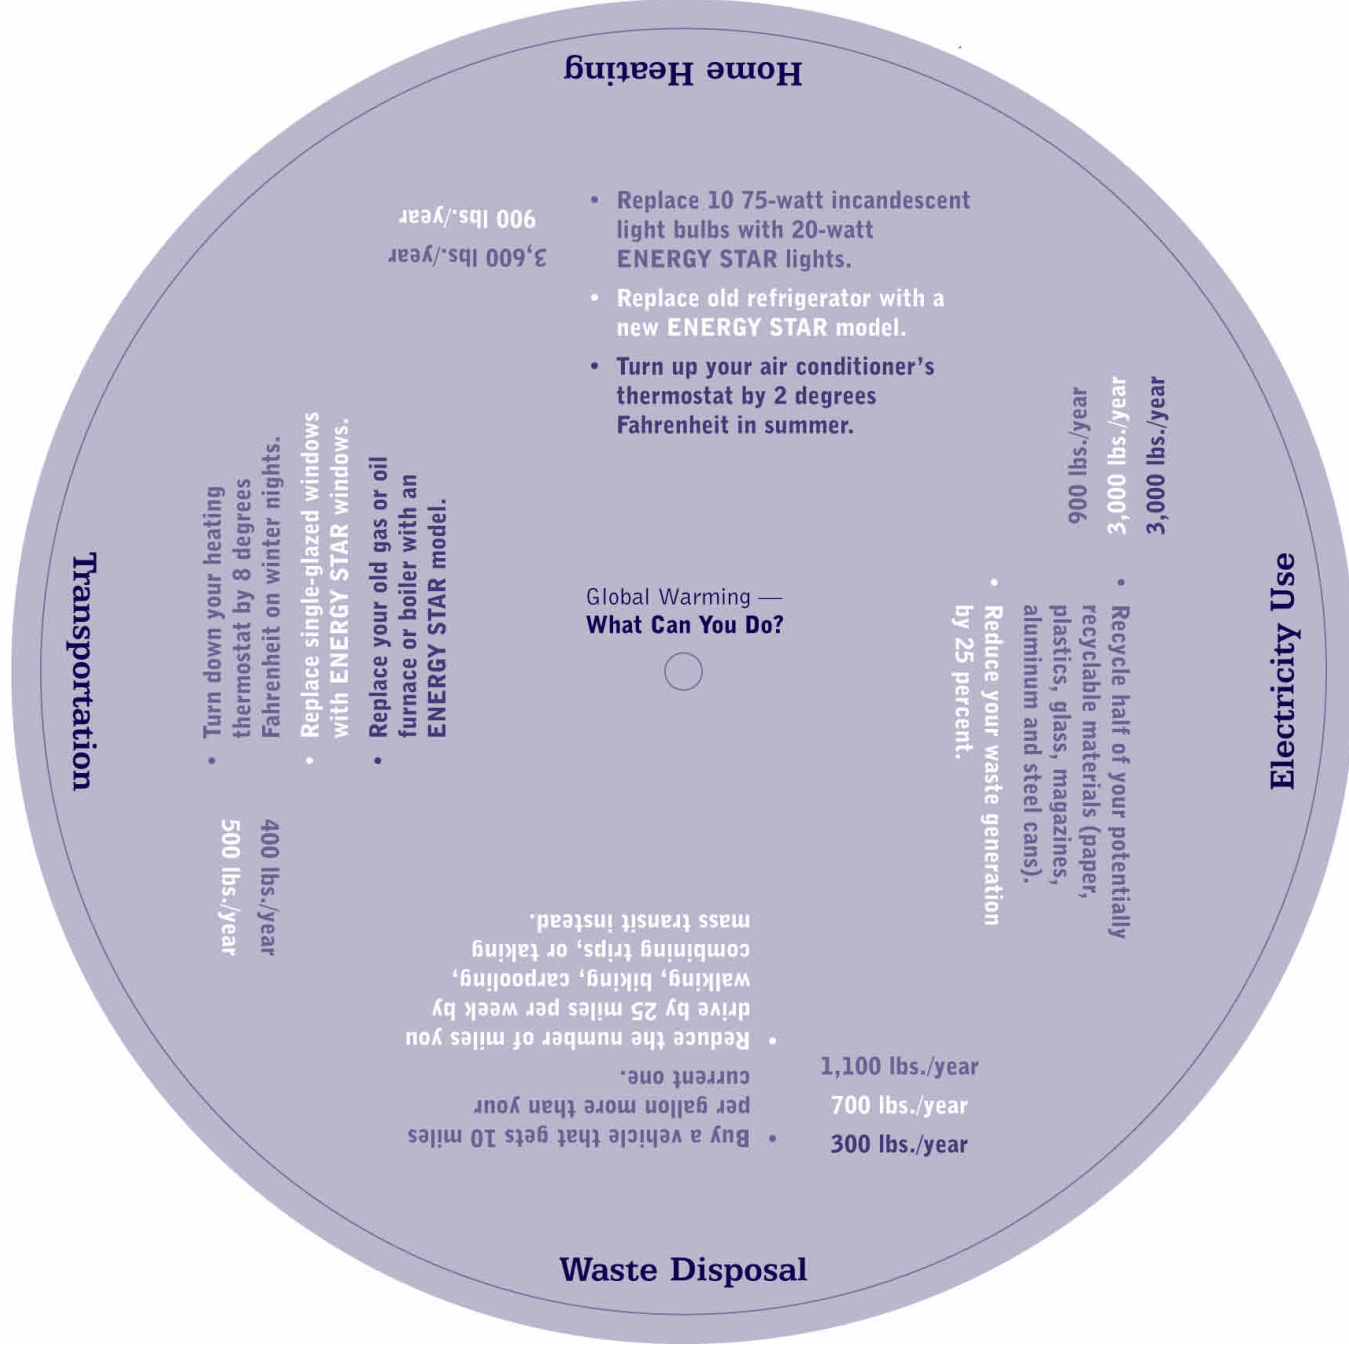 Home Heating
900 lbs./year
3,600 lbs./year
• Replace 10 75-watt incandescent
light bulbs with 20-watt
ENERGY STAR lights.
• Replace old refrigerator with a
new ENERGY STAR model.
• Turn up your air conditioner’s
thermostat by 2 degrees
Fahrenheit in summer.
900 lbs./year
3,000 lbs./year
3,000 lbs./year
Electricity Use
• Recycle half of your potentially
recyclable materials (paper,
plastics, glass, magazines,
aluminum and steel cans).
• Reduce your waste generation
by 25 percent.
Global Warming —
What Can You Do?
Transportation
• Turn down your heating
thermostat by 8 degrees
Fahrenheit on winter nights.
• Replace single-glazed windows
with ENERGY STAR windows.
• Replace your old gas or oil
furnace or boiler with an
ENERGY STAR model.
400 lbs./year
500 lbs./year
• Buy a vehicle that gets 10 miles
per gallon more than your
current one.
• Reduce the number of miles you
drive by 25 miles per week by
walking, biking, carpooling,
combining trips, or taking
mass transit instead.
1,100 lbs./year
700 lbs./year
300 lbs./year
Waste Disposal